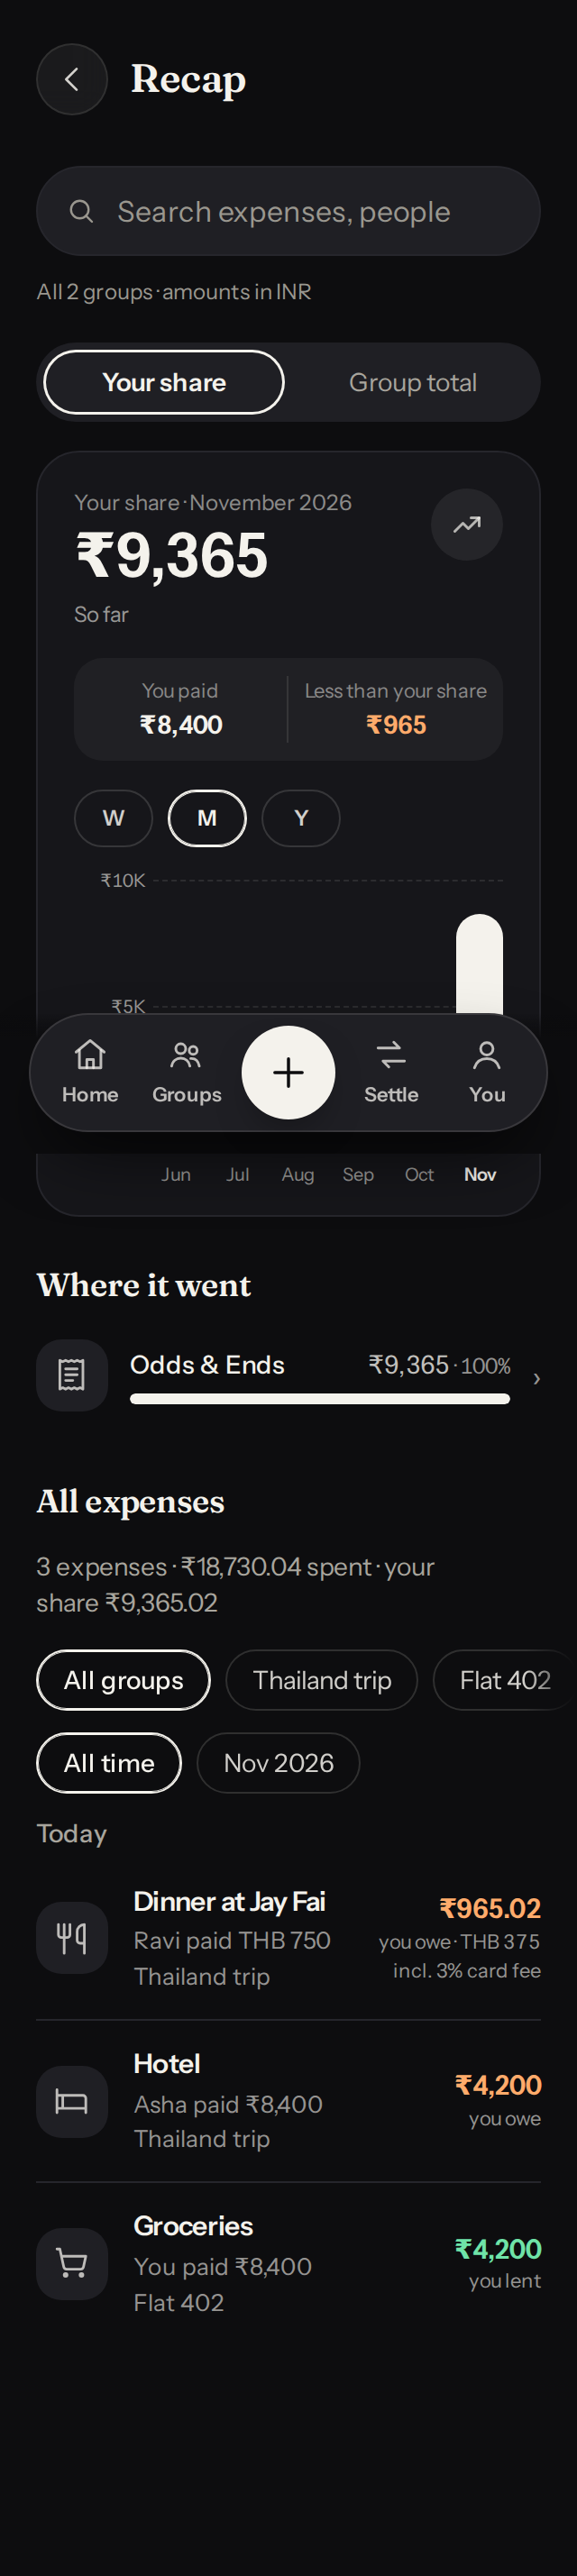 Recap
Search expenses, people
All 2 groups · amounts in INR
Your share
Group total
Your share · November 2026
₹9,365
So far
You paid
₹8,400
Less than your share
₹965
W
M
Y
₹10K
₹5K
Home
Groups
Settle
You
Jun
Jul
Aug
Sep
Oct
Nov
Where it went
Odds & Ends
₹9,365 · 100%
All expenses
3 expenses · ₹18,730.04 spent · your
share ₹9,365.02
All groups
Thailand trip
Flat 402
All time
Nov 2026
Today
Dinner at Jay Fai
Ravi paid THB 750
Thailand trip
₹965.02
you owe · THB 375
incl. 3% card fee
Hotel
Asha paid ₹8,400
Thailand trip
₹4,200
you owe
Groceries
You paid ₹8,400
Flat 402
₹4,200
you lent